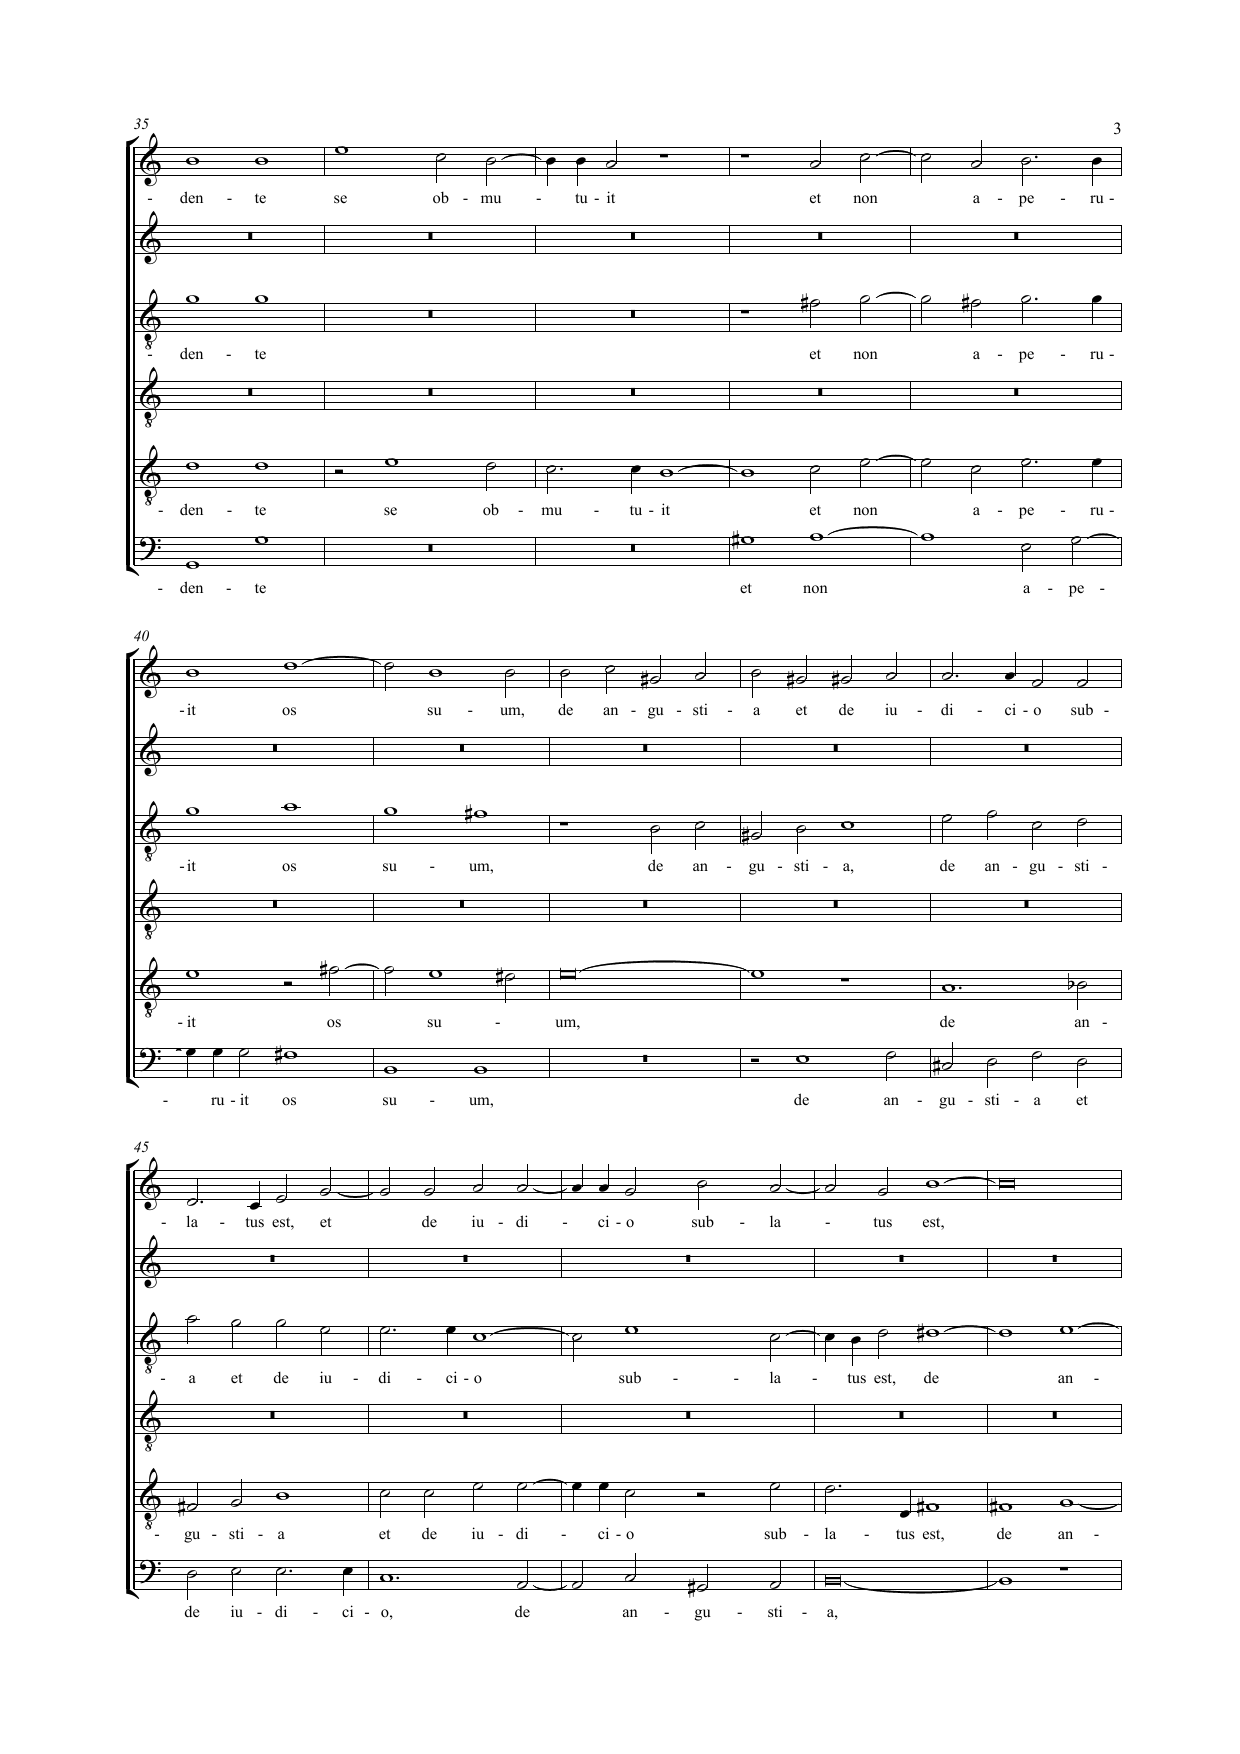 35
3
- den - te se ob - mu - tu - it et non a - pe - ru -
- den - te et non a - pe - ru -
- den - te se ob - mu - tu - it et non a - pe - ru -
- den - te et non a - pe -
40
- it os su - um, de an - gu - sti - a et de iu - di - ci - o sub -
- it os su - um, de an - gu - sti - a, de an - gu - sti -
- it os su - um, de an -
- ru - it os su - um, de an - gu - sti - a et
45
- la - tus est, et de iu - di - ci - o sub - la - tus est,
- a et de iu - di - ci - o sub - - la - tus est, de an -
- gu - sti - a et de iu - di - ci - o sub - la - tus est, de an -
de iu - di - ci - o, de an - gu - sti - a,